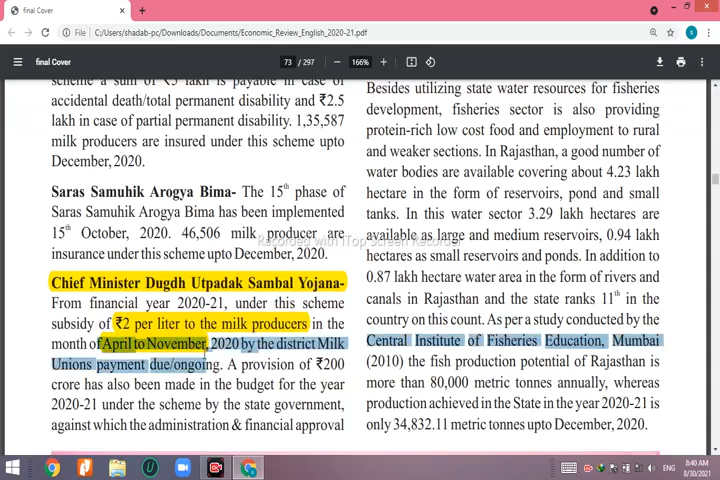 final Cover
C:/Users/shadab-pc/Downloads/Documents/Economic_Review_English_2020-21.pdf
final Cover
73 / 297
166%
scheme a sum of ₹5 lakh is payable in case of
accidental death/total permanent disability and ₹2.5
lakh in case of partial permanent disability. 1,35,587
milk producers are insured under this scheme upto
December, 2020.
Saras Samuhik Arogya Bima- The 15th phase of
Saras Samuhik Arogya Bima has been implemented
15th October, 2020. 46,506 milk producer are
insurance under this scheme upto December, 2020.
Chief Minister Dugdh Utpadak Sambal Yojana-
From financial year 2020-21, under this scheme
subsidy of ₹2 per liter to the milk producers in the
month of April to November, 2020 by the district Milk
Unions payment due/ongoing. A provision of ₹200
crore has also been made in the budget for the year
2020-21 under the scheme by the state government,
against which the administration & financial approval
Besides utilizing state water resources for fisheries
development, fisheries sector is also providing
protein-rich low cost food and employment to rural
and weaker sections. In Rajasthan, a good number of
water bodies are available covering about 4.23 lakh
hectare in the form of reservoirs, pond and small
tanks. In this water sector 3.29 lakh hectares are
available as large and medium reservoirs, 0.94 lakh
hectares as small reservoirs and ponds. In addition to
0.87 lakh hectare water area in the form of rivers and
canals in Rajasthan and the state ranks 11th in the
country on this count. As per a study conducted by the
Central Institute of Fisheries Education, Mumbai
(2010) the fish production potential of Rajasthan is
more than 80,000 metric tonnes annually, whereas
production achieved in the State in the year 2020-21 is
only 34,832.11 metric tonnes upto December, 2020.
Recorded with iTop Screen Recorder
ENG
8:40 AM
8/30/2021